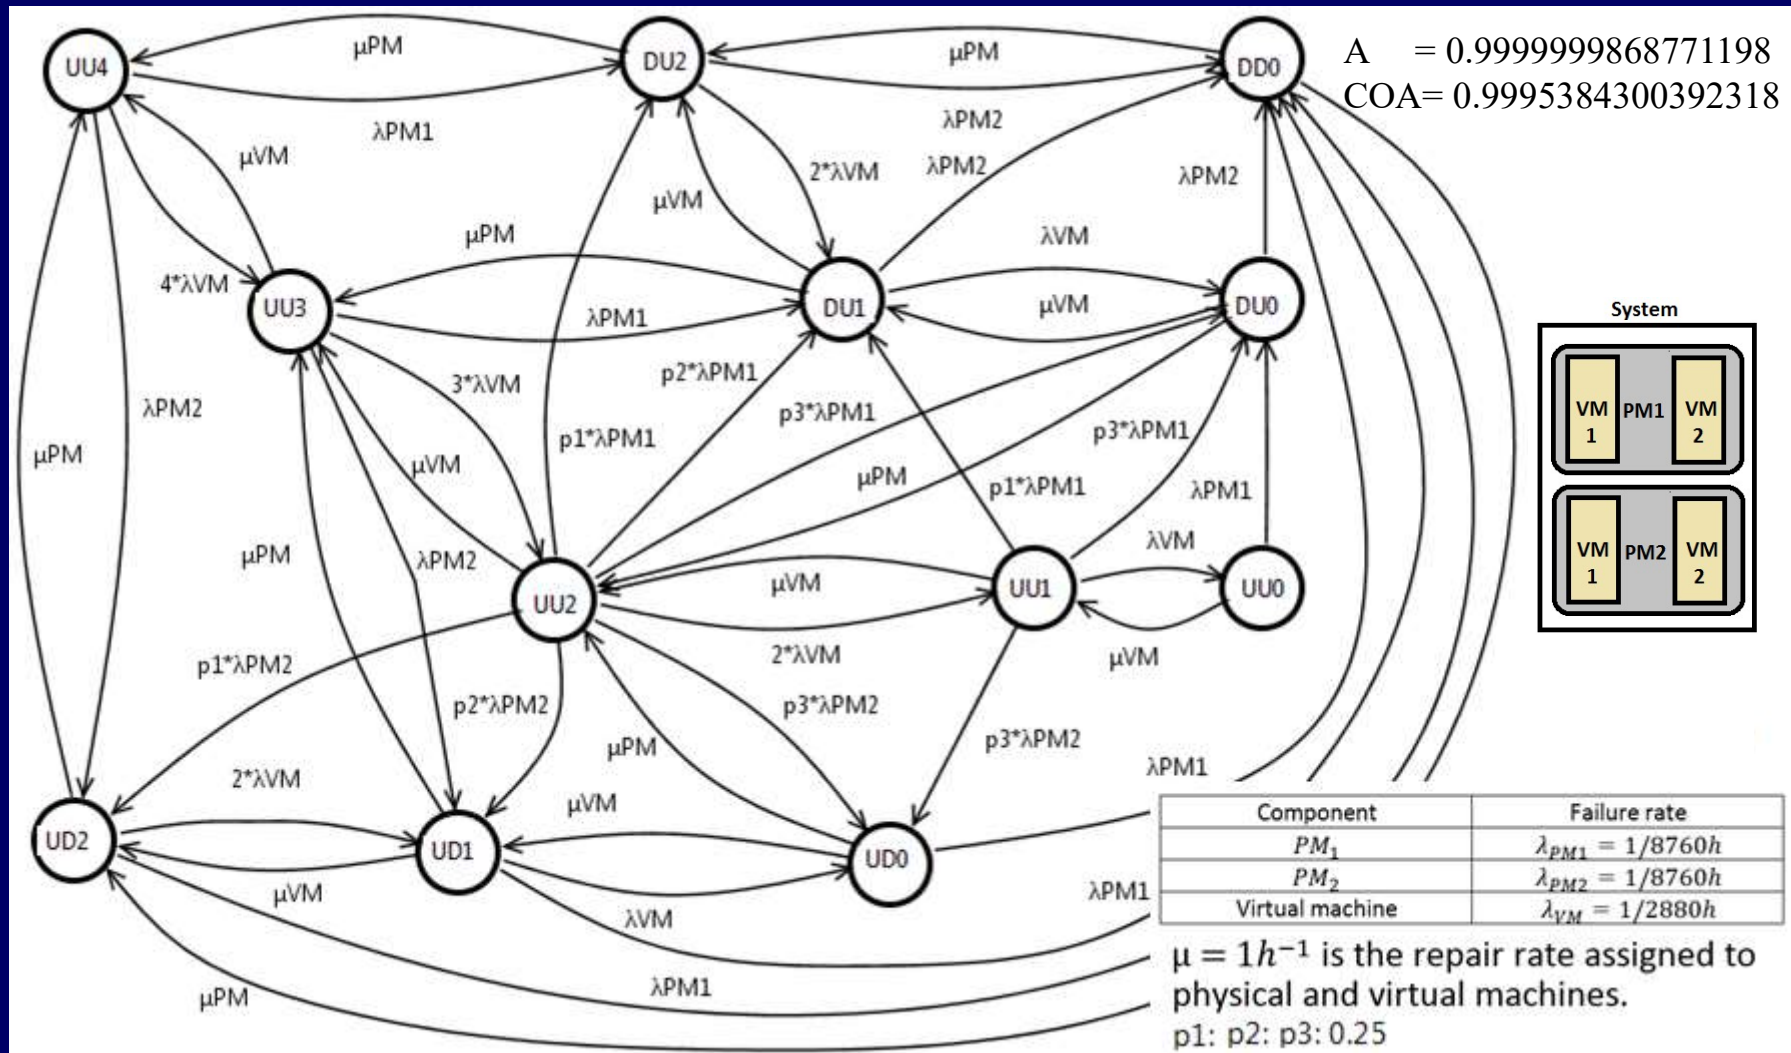 UU4
μPM
DU2
μPM
DD0
A = 0.9999999868771198
COA= 0.9995384300392318
λPM1
λPM2
μVM
2*λVM
λPM2
λPM2
μVM
μPM
λVM
4*λVM
UU3
λPM1
DU1
μVM
DU0
System
VM
1
PM1
VM
2
VM
1
PM2
VM
2
3*λVM
p2*λPM1
λPM2
p1*λPM1
p3*λPM1
p3*λPM1
μPM
μVM
μPM
p1*λPM1
λPM1
μPM
λPM2
λVM
UU2
μVM
UU1
UU0
2*λVM
μVM
p1*λPM2
p2*λPM2
p3*λPM2
μPM
p3*λPM2
2*λVM
μVM
λPM1
UD2
UD1
UD0
μVM
λVM
λPM1
λPM1
μPM
Component Failure rate
PM1 λPM1 = 1/8760h
PM2 λPM2 = 1/8760h
Virtual machine λVM = 1/2880h
μ = 1h⁻¹ is the repair rate assigned to
physical and virtual machines.
p1: p2: p3: 0.25